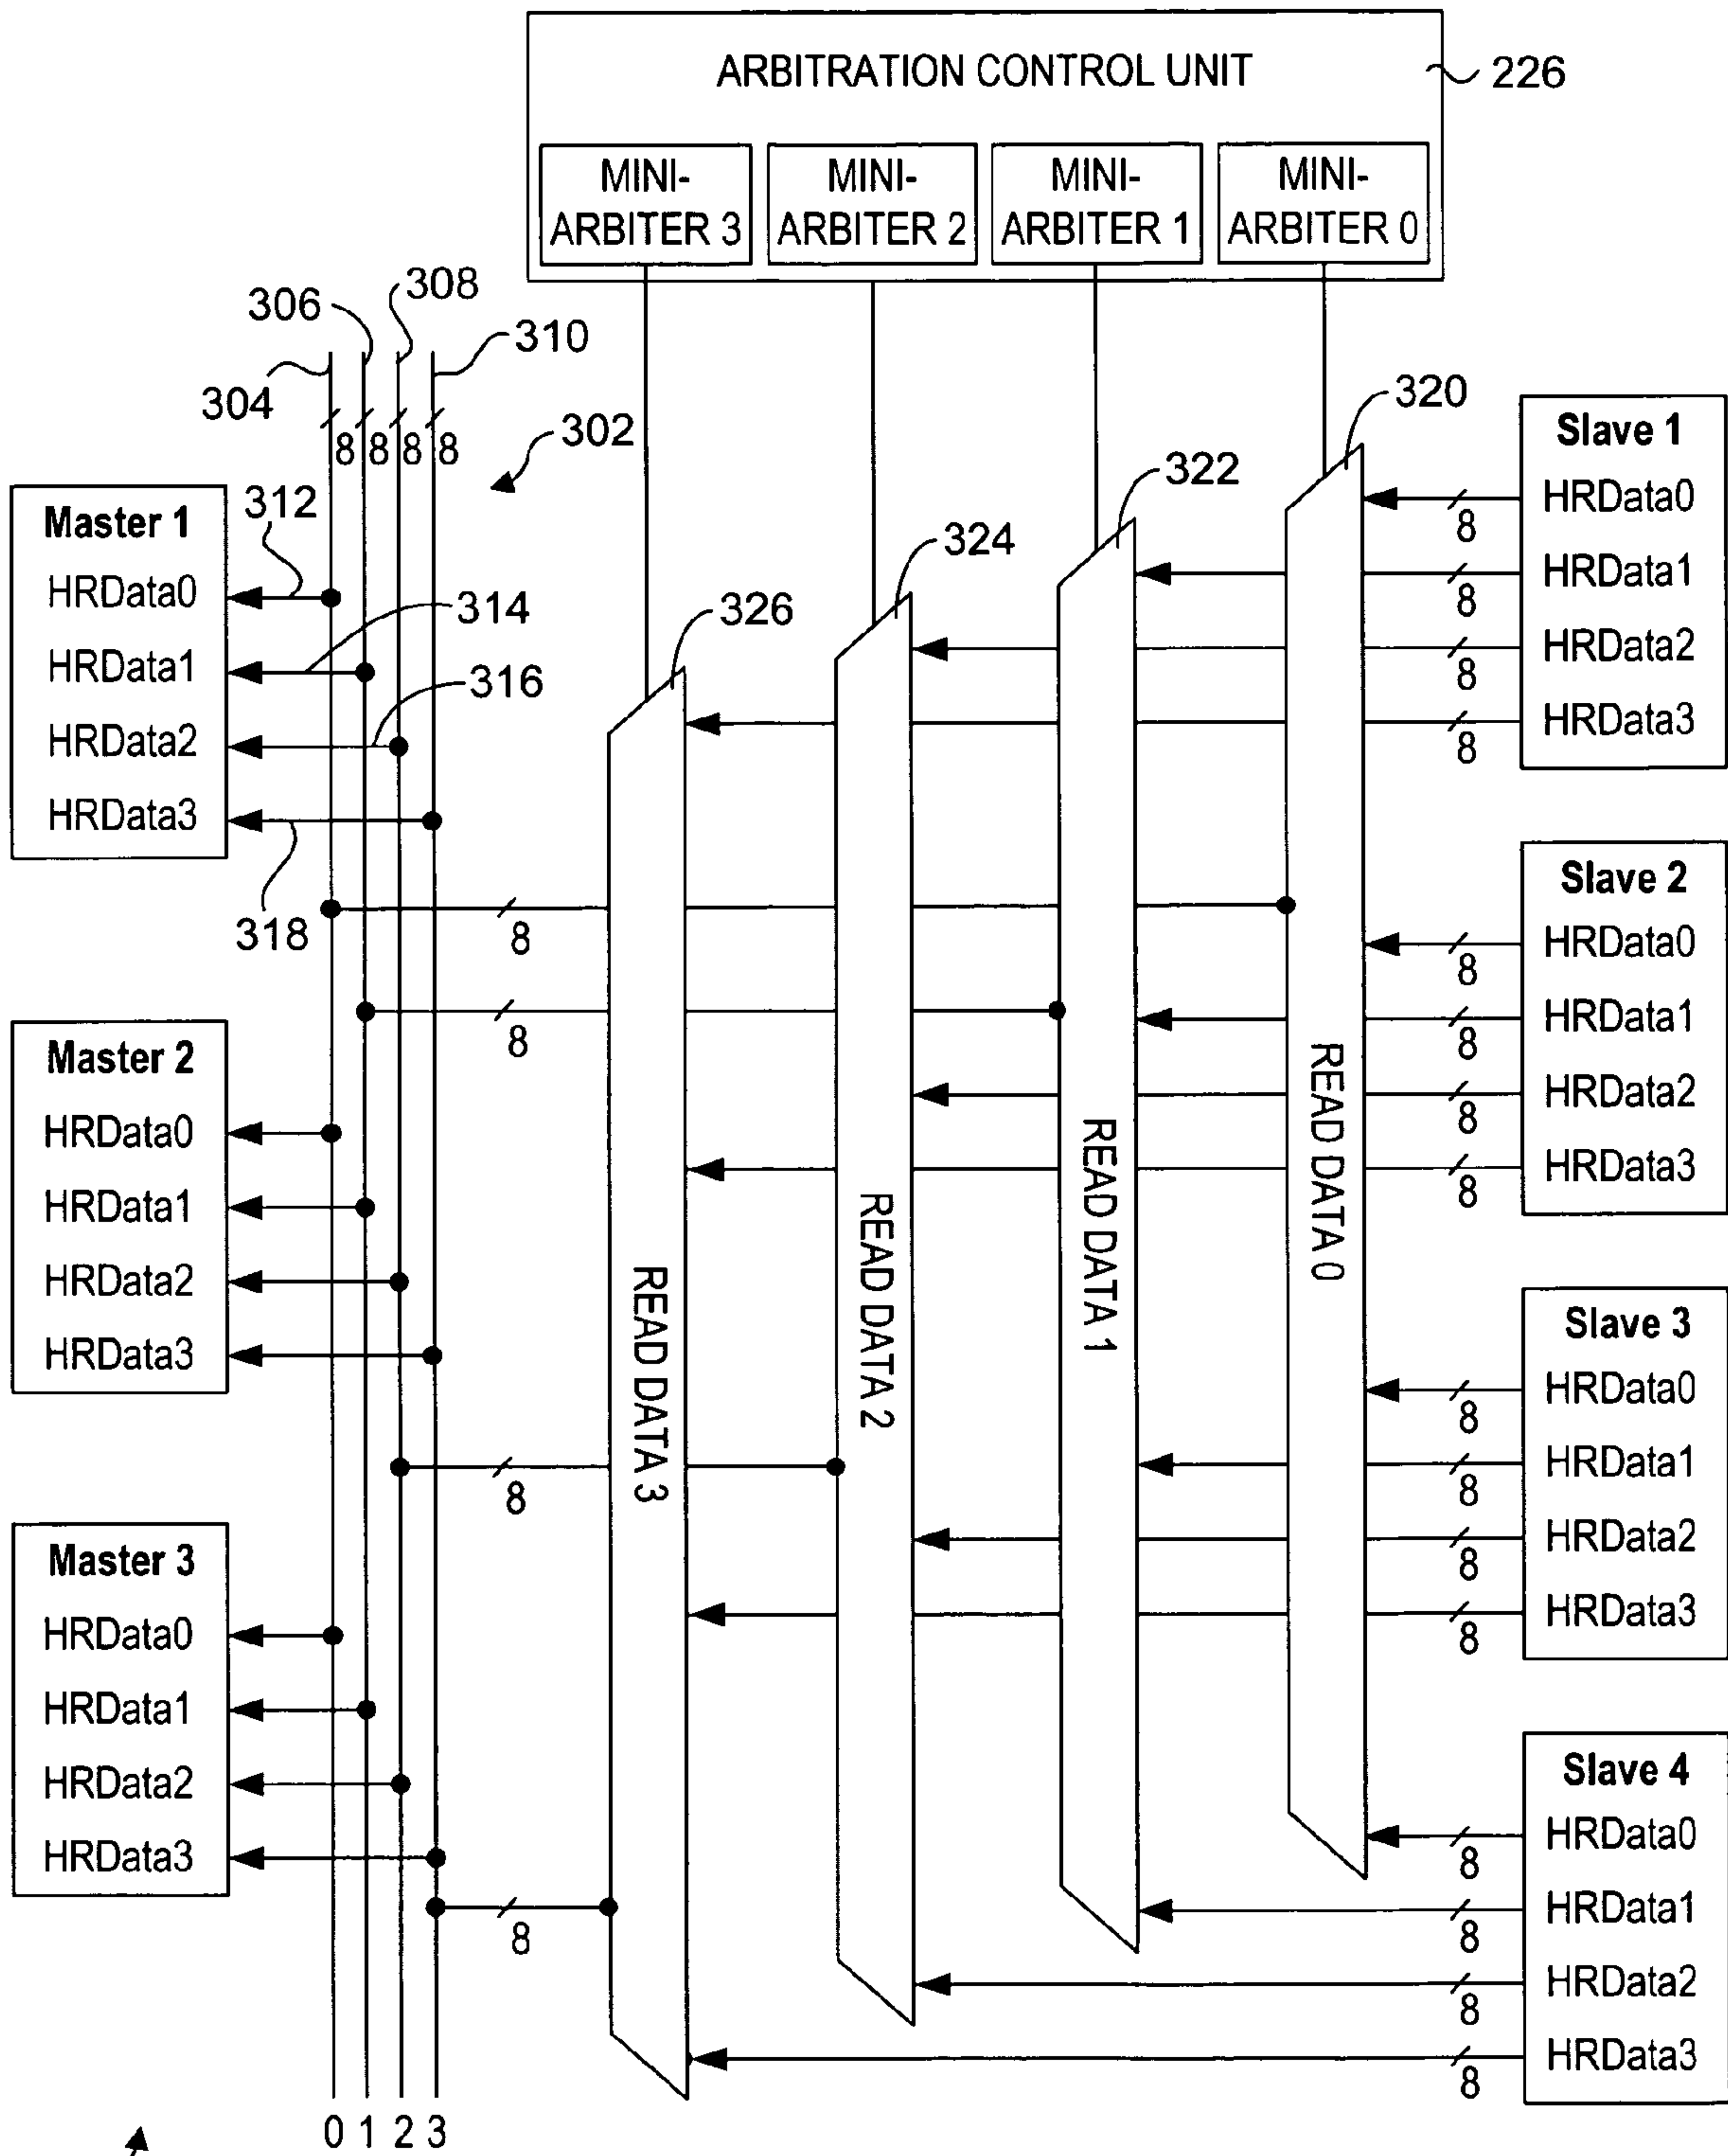 ARBITRATION CONTROL UNIT
226
MINI-
ARBITER 3
MINI-
ARBITER 2
MINI-
ARBITER 1
MINI-
ARBITER 0
304
306
308
310
8
8
8
8
302
312
314
316
318
320
322
324
326
Master 1
HRData0
HRData1
HRData2
HRData3
Master 2
HRData0
HRData1
HRData2
HRData3
Master 3
HRData0
HRData1
HRData2
HRData3
8
8
8
8
0 1 2 3
READ DATA 3
READ DATA 2
READ DATA 1
READ DATA 0
Slave 1
HRData0
8
HRData1
8
HRData2
8
HRData3
8
Slave 2
HRData0
8
HRData1
8
HRData2
8
HRData3
8
Slave 3
HRData0
8
HRData1
8
HRData2
8
HRData3
8
Slave 4
HRData0
8
HRData1
8
HRData2
8
HRData3
8